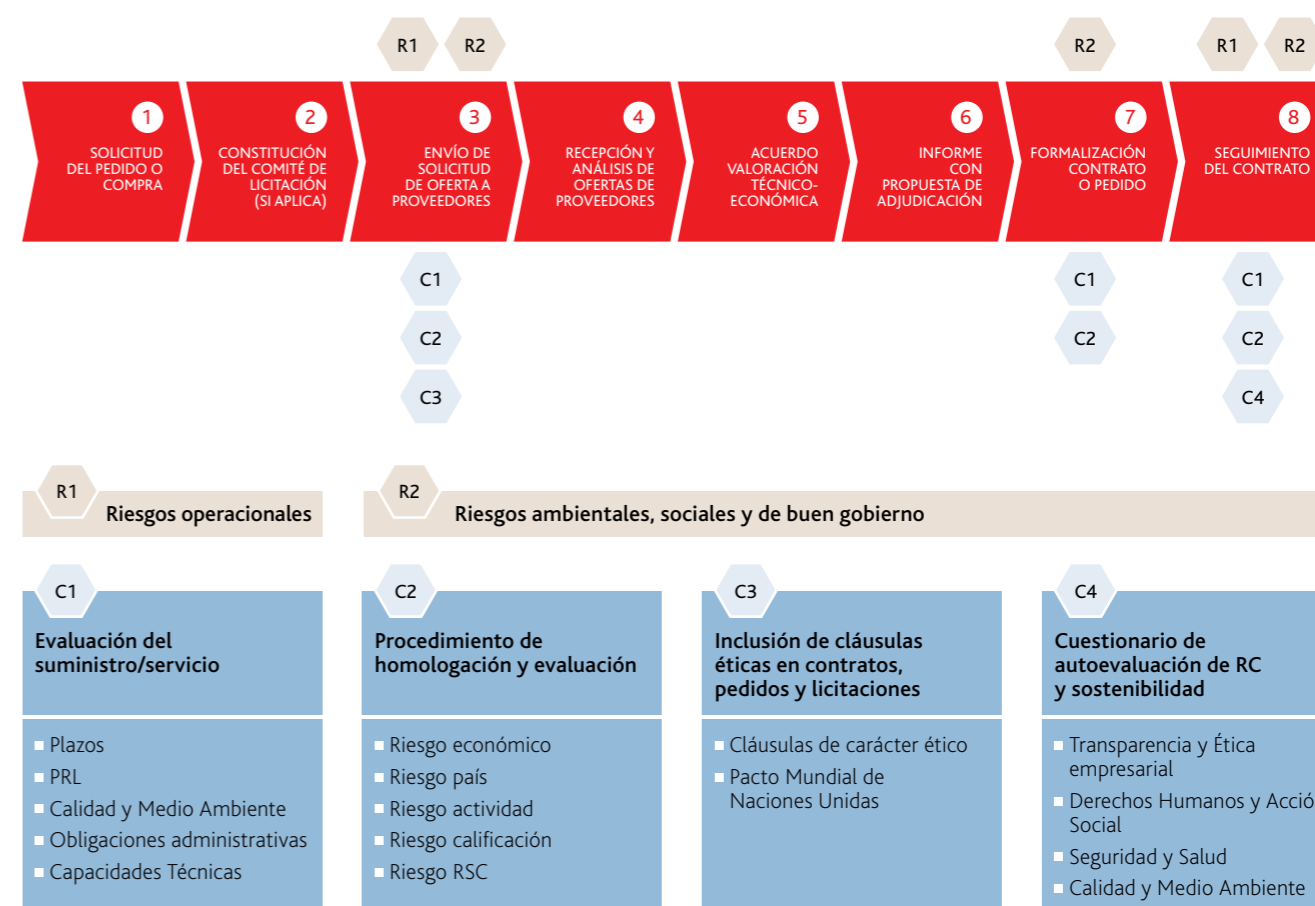 R1 R2 R2 R1 R2
1
SOLICITUD
DEL PEDIDO O
COMPRA
2
CONSTITUCIÓN
DEL COMITÉ DE
LICITACIÓN
(SI APLICA)
3
ENVÍO DE
SOLICITUD
DE OFERTA A
PROVEEDORES
4
RECEPCIÓN Y
ANÁLISIS DE
OFERTAS DE
PROVEEDORES
5
ACUERDO
VALORACIÓN
TÉCNICO-
ECONÓMICA
6
INFORME
CON
PROPUESTA DE
ADJUDICACIÓN
7
FORMALIZACIÓN
CONTRATO
O PEDIDO
8
SEGUIMIENTO
DEL CONTRATO
C1 C1 C1
C2 C2 C2
C3 C4
R1
Riesgos operacionales
R2
Riesgos ambientales, sociales y de buen gobierno
C1
Evaluación del
suministro/servicio
Plazos
PRL
Calidad y Medio Ambiente
Obligaciones administrativas
Capacidades Técnicas
C2
Procedimiento de
homologación y evaluación
Riesgo económico
Riesgo país
Riesgo actividad
Riesgo calificación
Riesgo RSC
C3
Inclusión de cláusulas
éticas en contratos,
pedidos y licitaciones
Cláusulas de carácter ético
Pacto Mundial de
Naciones Unidas
C4
Cuestionario de
autoevaluación de RC
y sostenibilidad
Transparencia y Ética
empresarial
Derechos Humanos y Acció
Social
Seguridad y Salud
Calidad y Medio Ambiente